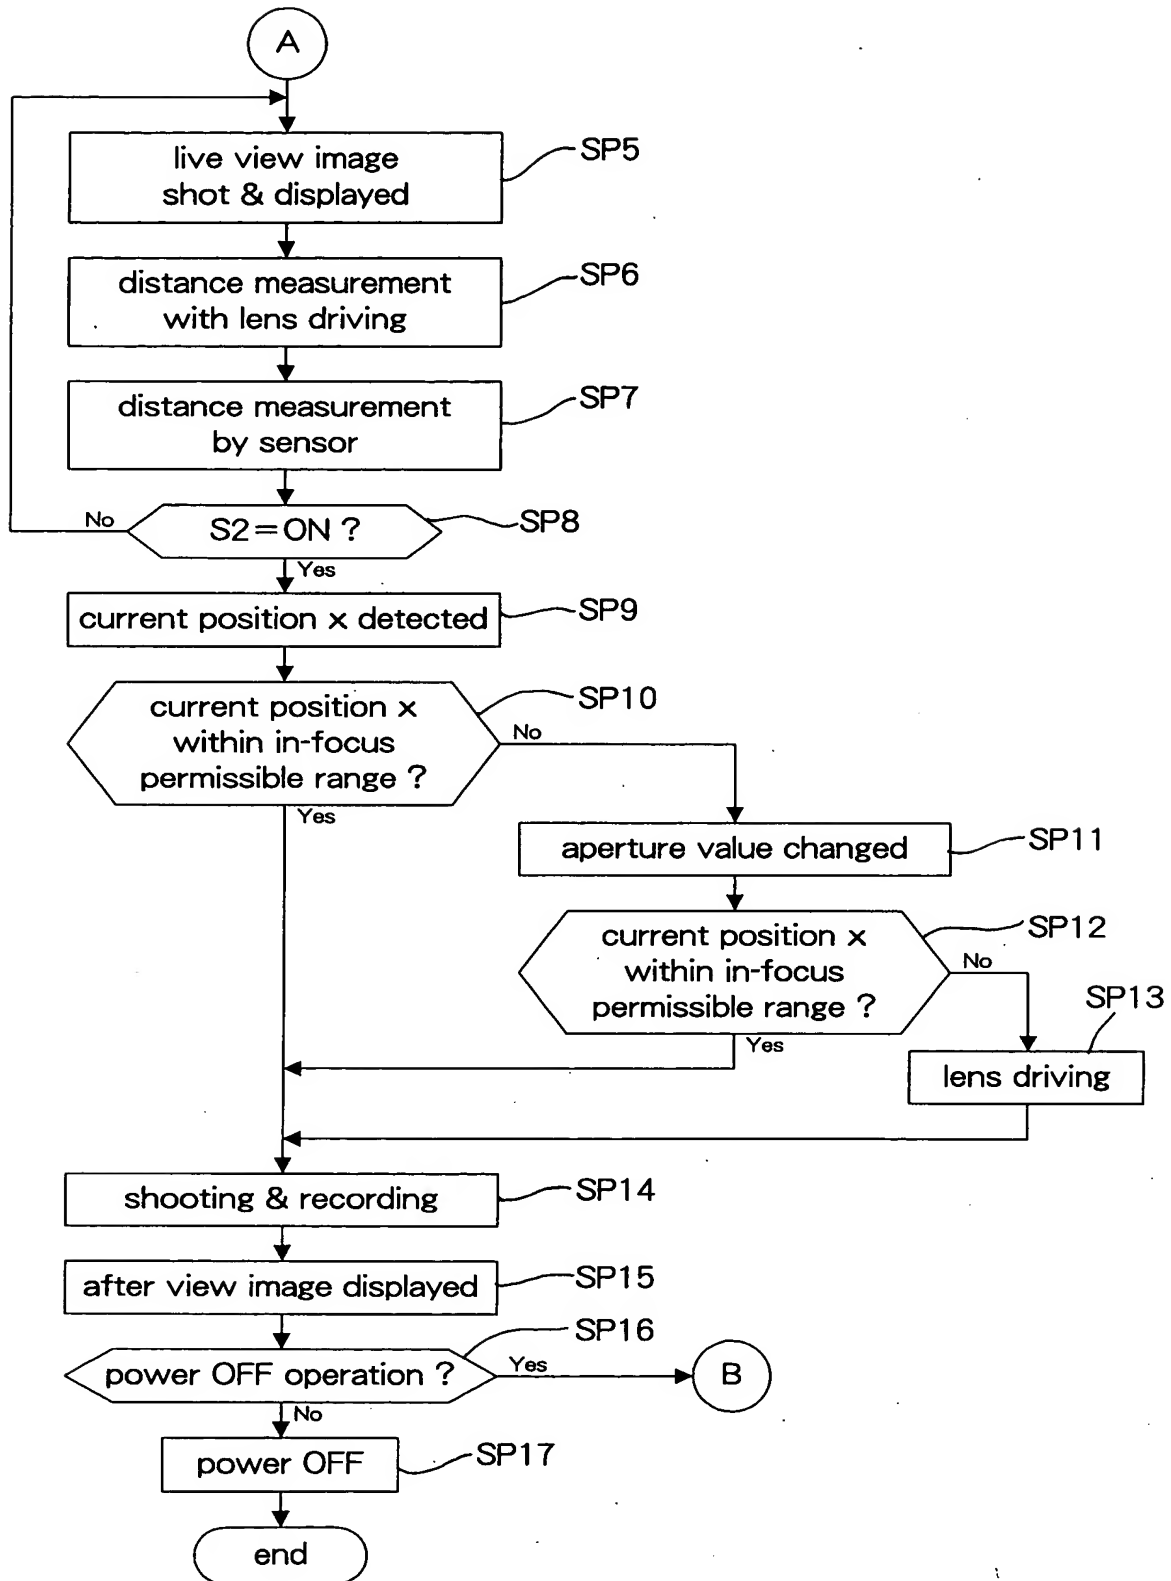 A
live view image
shot & displayed
SP5
distance measurement
with lens driving
SP6
distance measurement
by sensor
SP7
S2=ON ?
SP8
No
Yes
current position x detected
SP9
current position x
within in-focus
permissible range ?
SP10
No
Yes
aperture value changed
SP11
current position x
within in-focus
permissible range ?
SP12
No
Yes
SP13
lens driving
shooting & recording
SP14
after view image displayed
SP15
power OFF operation ?
SP16
Yes
B
No
power OFF
SP17
end